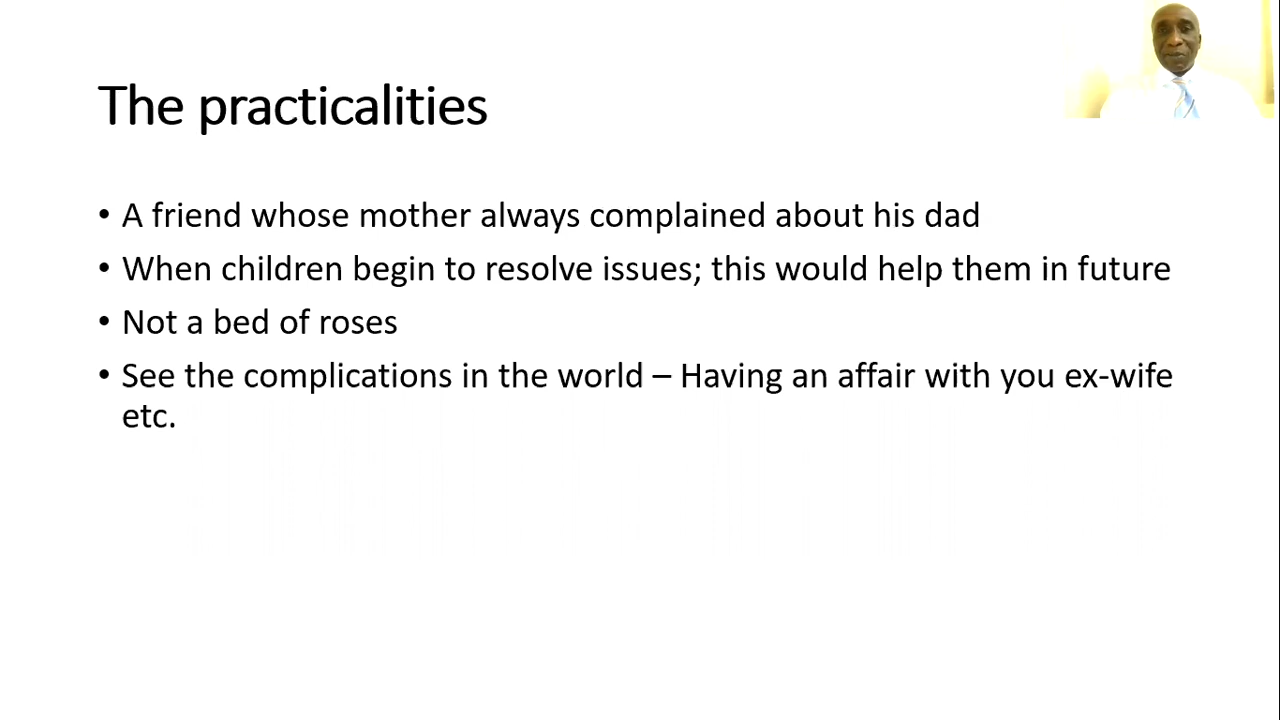 The practicalities
• A friend whose mother always complained about his dad
• When children begin to resolve issues; this would help them in future
• Not a bed of roses
• See the complications in the world – Having an affair with you ex-wife
etc.